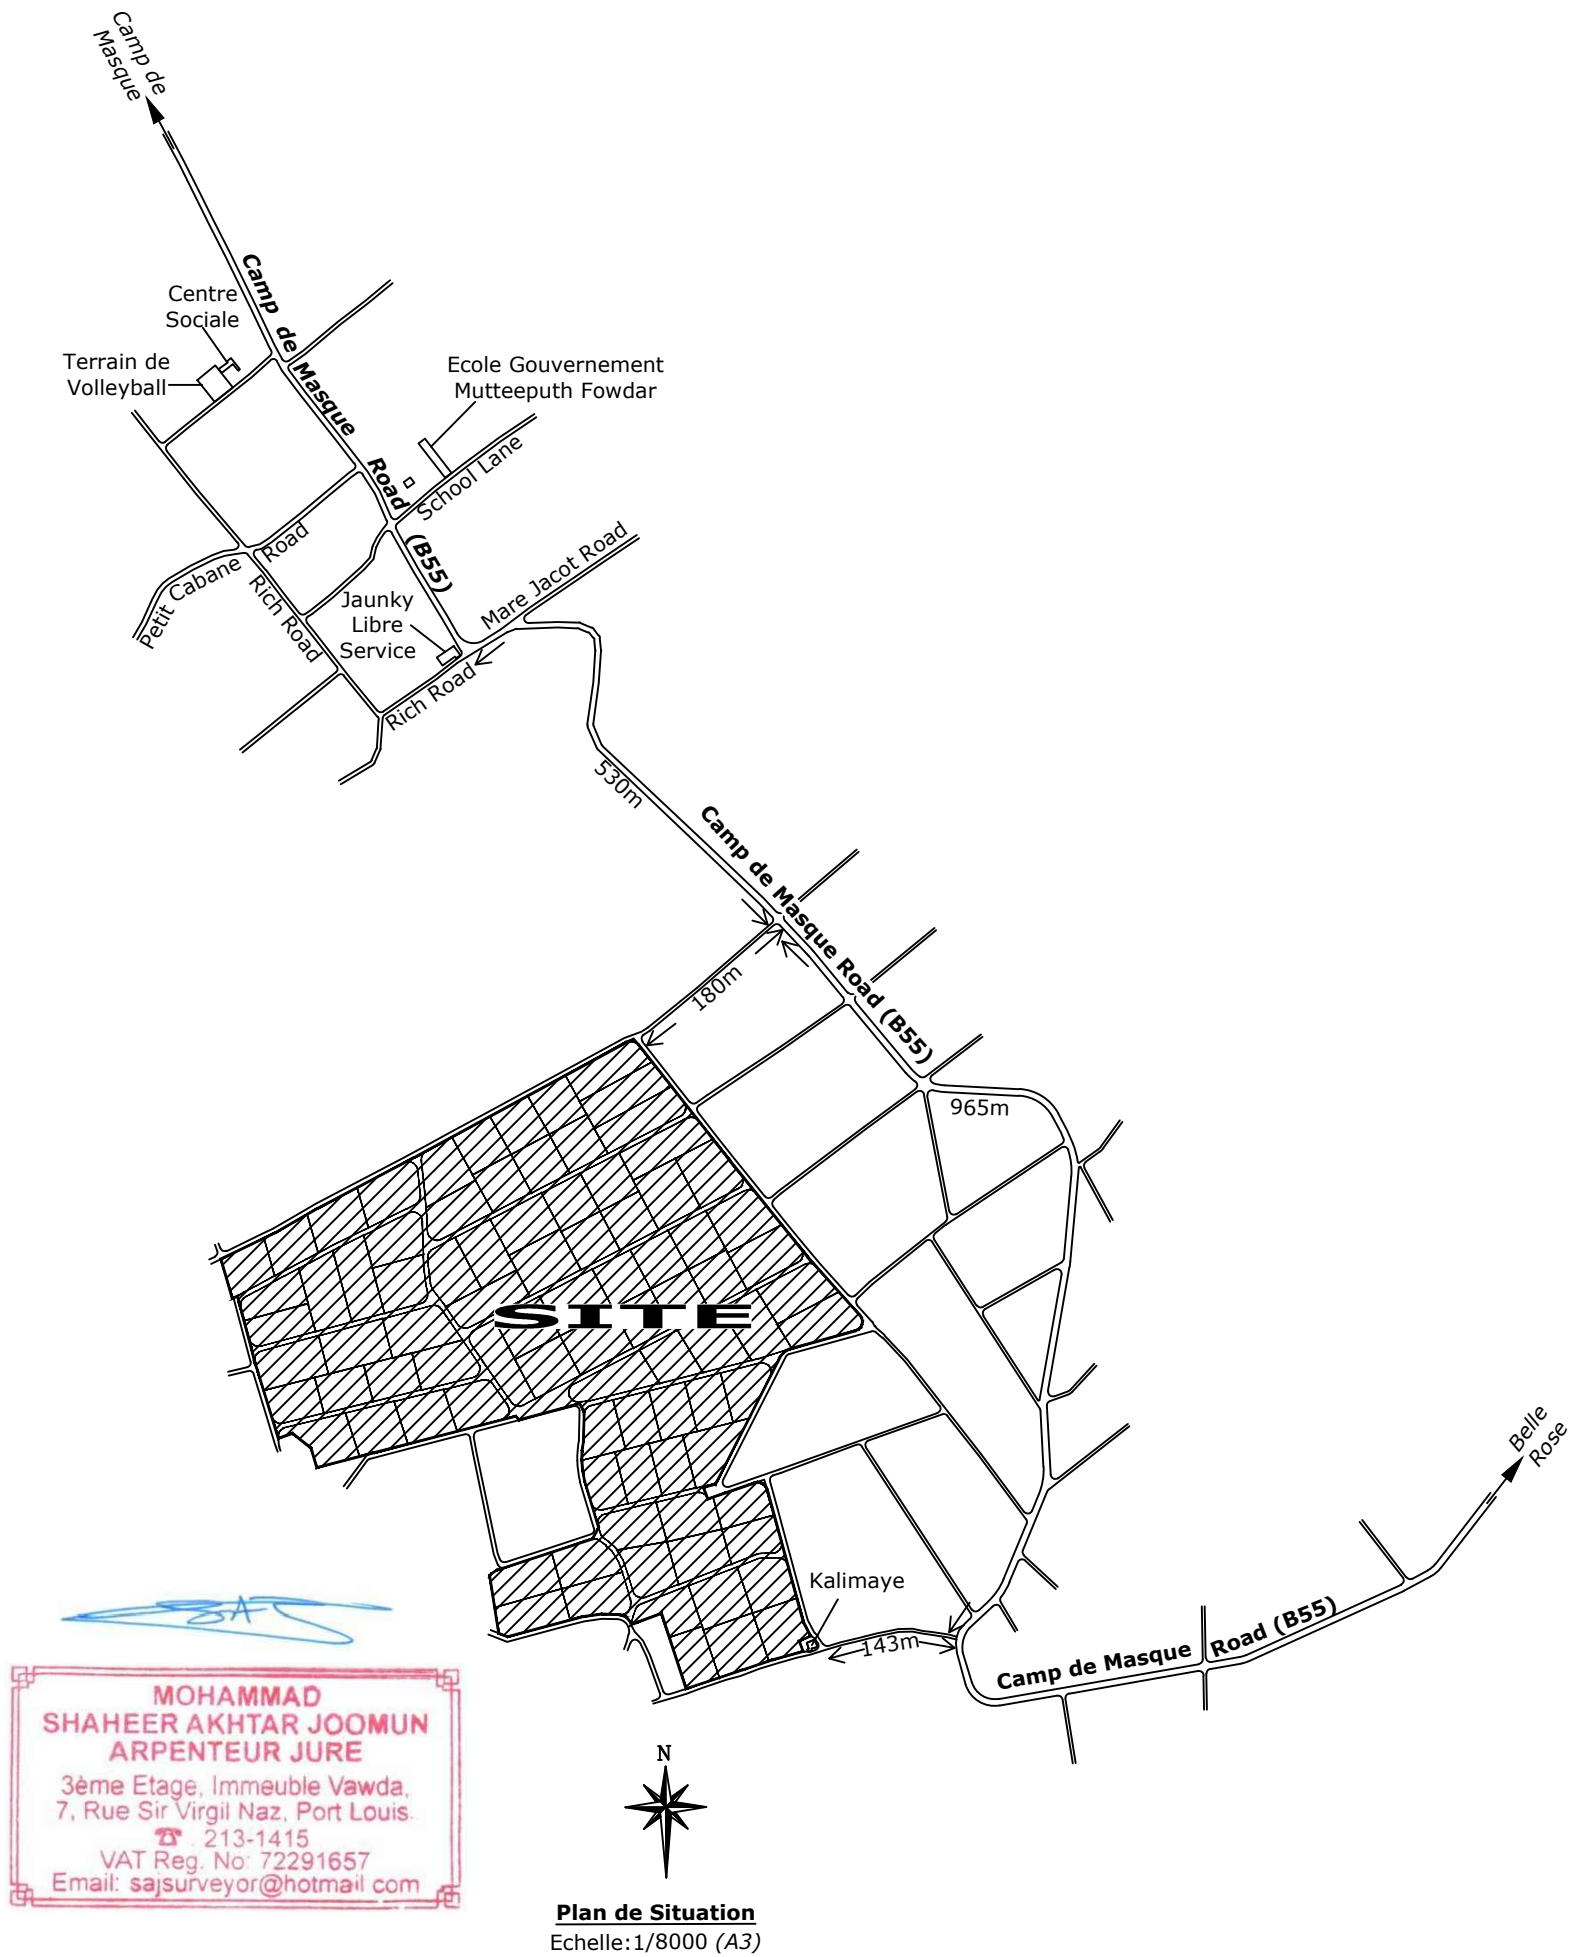 Camp de
Masque
Camp de Masque Road (B55)
Centre
Sociale
Terrain de
Volleyball
Ecole Gouvernement
Mutteeputh Fowdar
School Lane
Petit Cabane Road
Rich Road
Jaunky
Libre
Service
Mare Jacot Road
Rich Road
530m
Camp de Masque Road (B55)
180m
965m
SITE
Belle
Rose
Kalimaye
143m
Camp de Masque Road (B55)
SAJ
MOHAMMAD
SHAHEER AKHTAR JOOMUN
ARPENTEUR JURE
3ème Etage, Immeuble Vawda,
7, Rue Sir Virgil Naz, Port Louis.
☎ . 213-1415
VAT Reg. No: 72291657
Email: sajsurveyor@hotmail com
N
Plan de Situation
Echelle:1/8000 (A3)